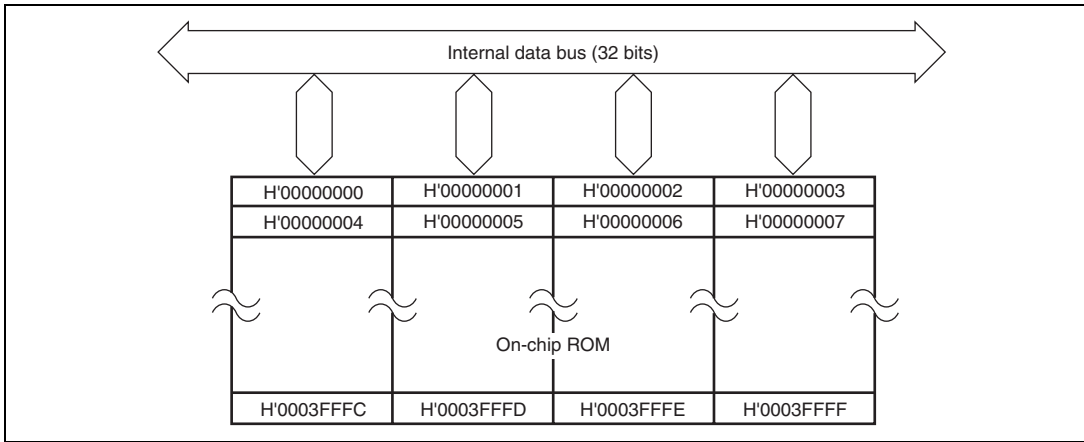 Internal data bus (32 bits)
H'00000000 H'00000001 H'00000002 H'00000003
H'00000004 H'00000005 H'00000006 H'00000007
On-chip ROM
H'0003FFFC H'0003FFFD H'0003FFFE H'0003FFFF